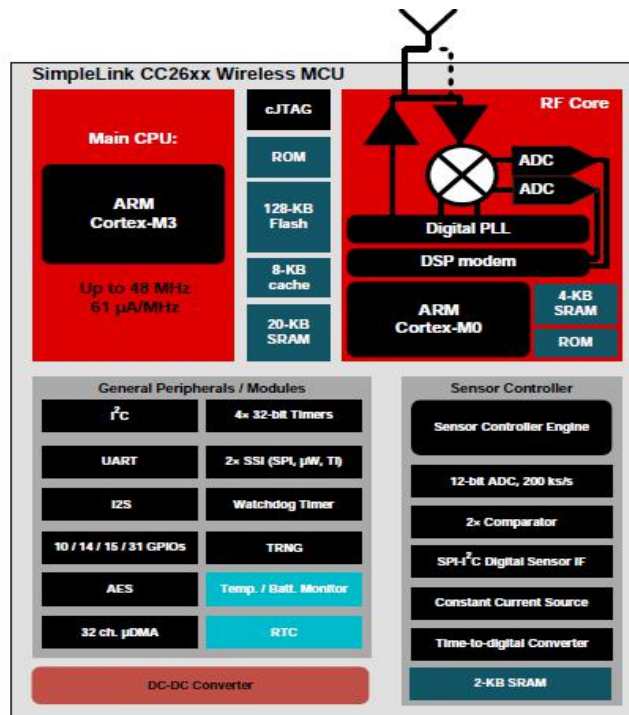 SimpleLink CC26xx Wireless MCU
Main CPU:
ARM
Cortex-M3
Up to 48 MHz
61 µA/MHz
cJTAG
ROM
128-KB
Flash
8-KB
cache
20-KB
SRAM
RF Core
ADC
ADC
Digital PLL
DSP modem
ARM
Cortex-M0
4-KB
SRAM
ROM
General Peripherals / Modules
I²C
4× 32-bit Timers
UART
2× SSI (SPI, µW, TI)
I2S
Watchdog Timer
10 / 14 / 15 / 31 GPIOs
TRNG
AES
Temp. / Batt. Monitor
32 ch. µDMA
RTC
DC-DC Converter
Sensor Controller
Sensor Controller Engine
12-bit ADC, 200 ks/s
2× Comparator
SPI-I²C Digital Sensor IF
Constant Current Source
Time-to-digital Converter
2-KB SRAM